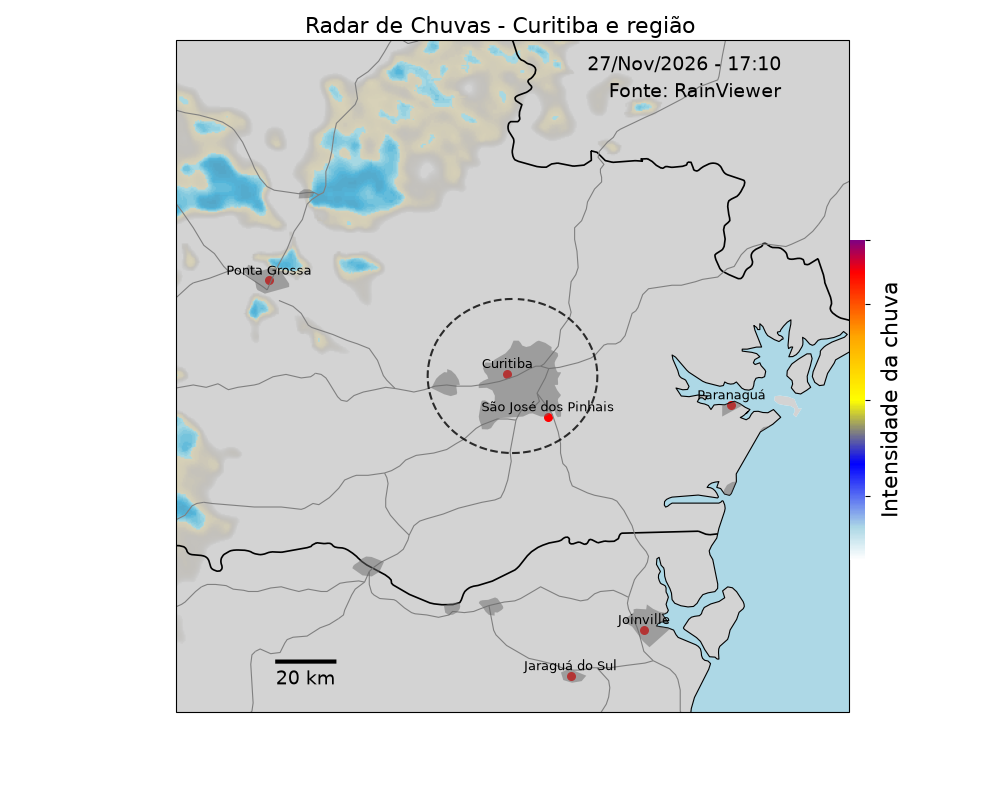 Radar de Chuvas - Curitiba e região
27/Nov/2026 - 17:10
Fonte: RainViewer
Ponta Grossa
Curitiba
São José dos Pinhais
Paranaguá
Intensidade da chuva
Joinville
Jaraguá do Sul
20 km